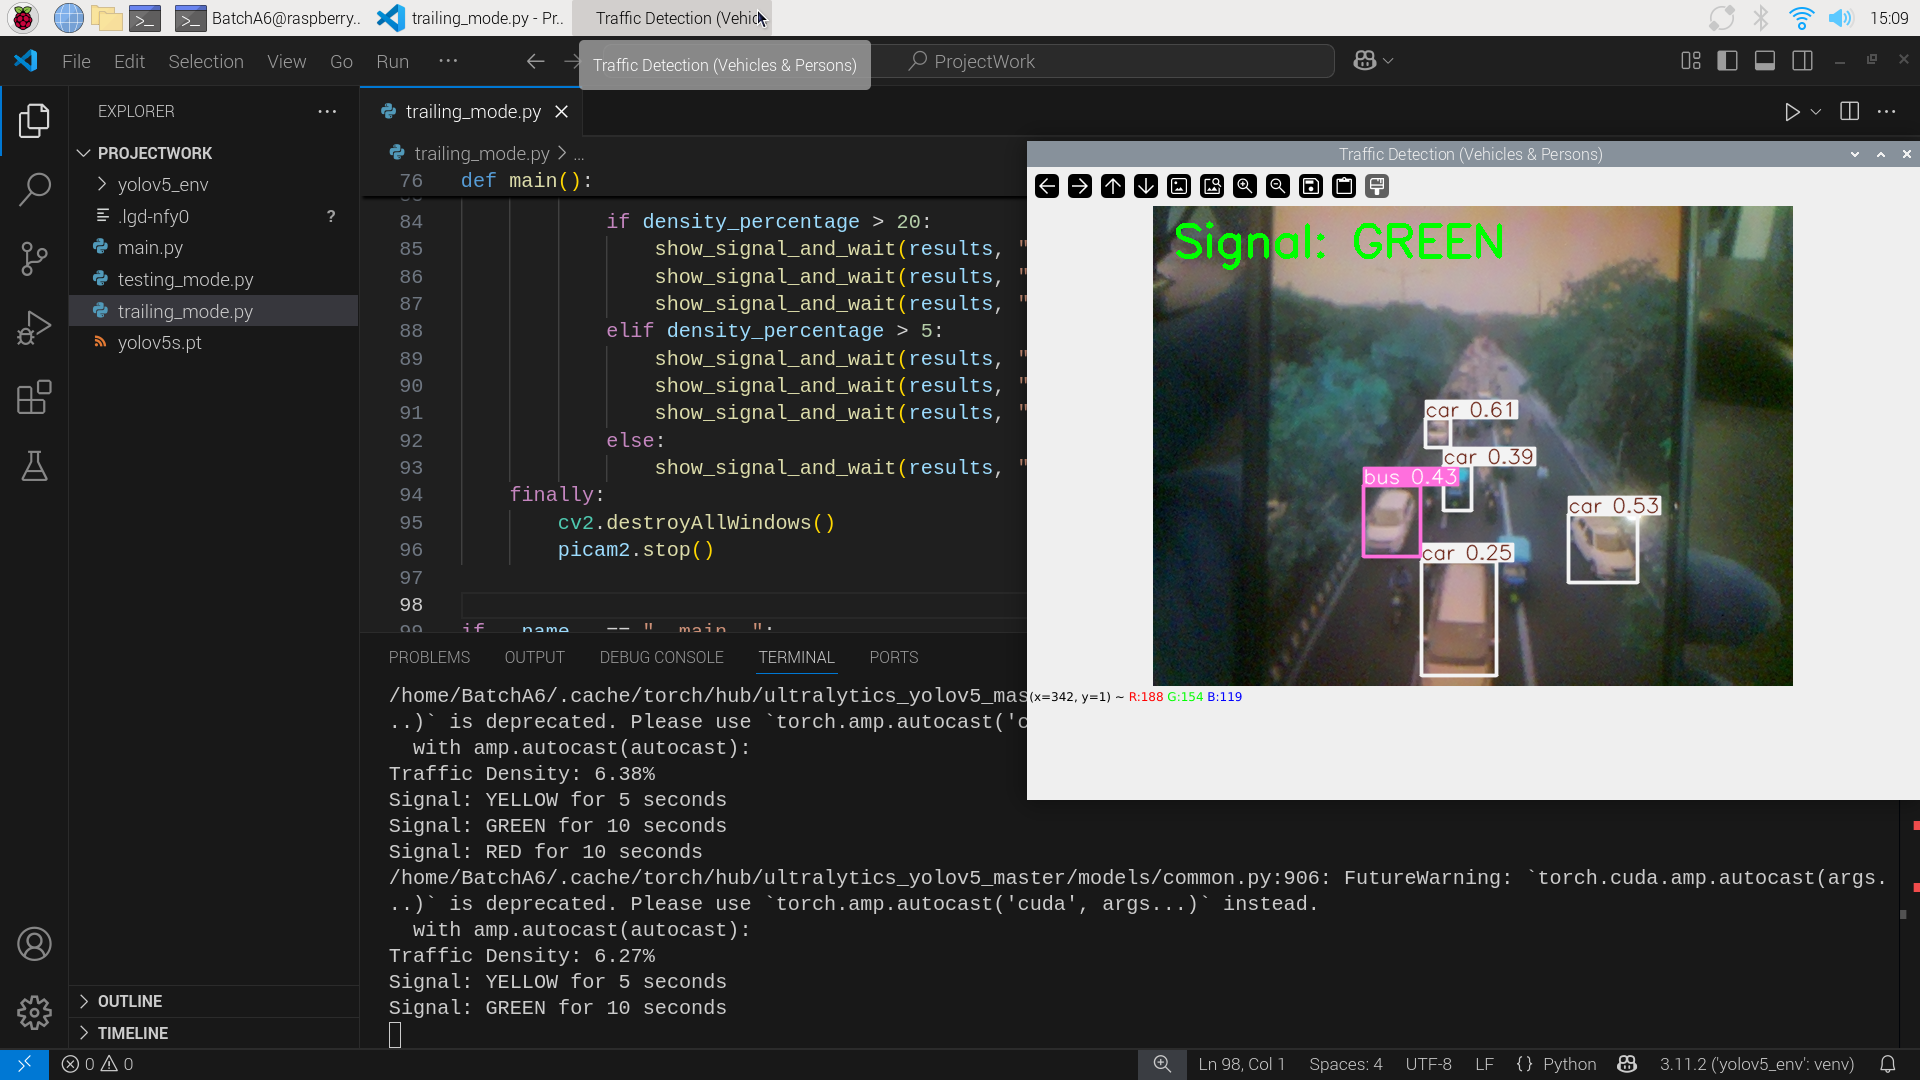 BatchA6@raspberry..
trailing_mode.py - Pr..
Traffic Detection (Vehic
15:09
File Edit Selection View Go Run ···
ProjectWork
Traffic Detection (Vehicles & Persons)
EXPLORER ···
trailing_mode.py
PROJECTWORK
yolov5_env
.lgd-nfy0 ?
main.py
testing_mode.py
trailing_mode.py
yolov5s.pt
OUTLINE
TIMELINE
trailing_mode.py > ...
76 def main():
84 if density_percentage > 20:
85 show_signal_and_wait(results, "
86 show_signal_and_wait(results, "
87 show_signal_and_wait(results, "
88 elif density_percentage > 5:
89 show_signal_and_wait(results, "
90 show_signal_and_wait(results, "
91 show_signal_and_wait(results, "
92 else:
93 show_signal_and_wait(results, "
94 finally:
95 cv2.destroyAllWindows()
96 picam2.stop()
97
98
99 if __name__ == "__main__":
Traffic Detection (Vehicles & Persons)
Signal: GREEN
car 0.61
car 0.39
bus 0.43
car 0.53
car 0.25
(x=342, y=1) ~ R:188 G:154 B:119
PROBLEMS OUTPUT DEBUG CONSOLE TERMINAL PORTS
/home/BatchA6/.cache/torch/hub/ultralytics_yolov5_mas
..)` is deprecated. Please use `torch.amp.autocast('c
with amp.autocast(autocast):
Traffic Density: 6.38%
Signal: YELLOW for 5 seconds
Signal: GREEN for 10 seconds
Signal: RED for 10 seconds
/home/BatchA6/.cache/torch/hub/ultralytics_yolov5_master/models/common.py:906: FutureWarning: `torch.cuda.amp.autocast(args.
..)` is deprecated. Please use `torch.amp.autocast('cuda', args...)` instead.
with amp.autocast(autocast):
Traffic Density: 6.27%
Signal: YELLOW for 5 seconds
Signal: GREEN for 10 seconds
0 0
Ln 98, Col 1 Spaces: 4 UTF-8 LF {} Python 3.11.2 ('yolov5_env': venv)